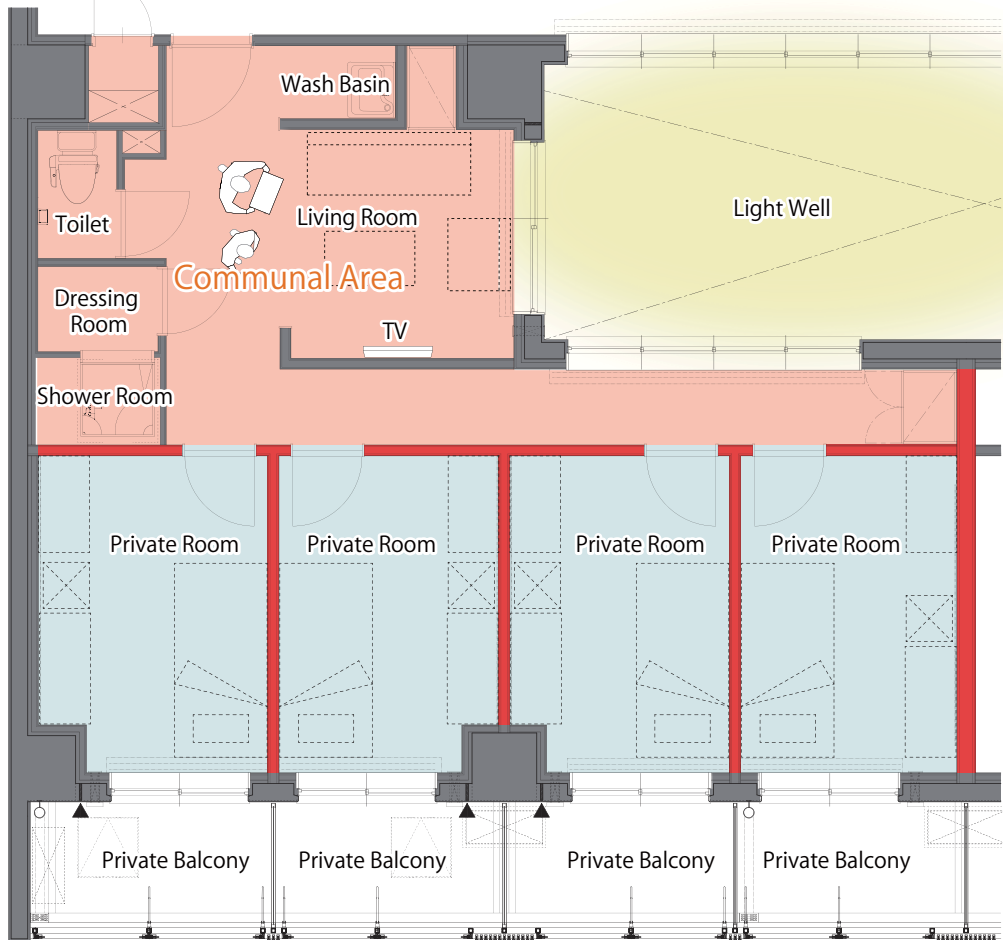 Wash Basin
Light Well
Living Room
Toilet
Communal Area
Dressing
Room
TV
Shower Room
Private Room
Private Room
Private Room
Private Room
Private Balcony
Private Balcony
Private Balcony
Private Balcony